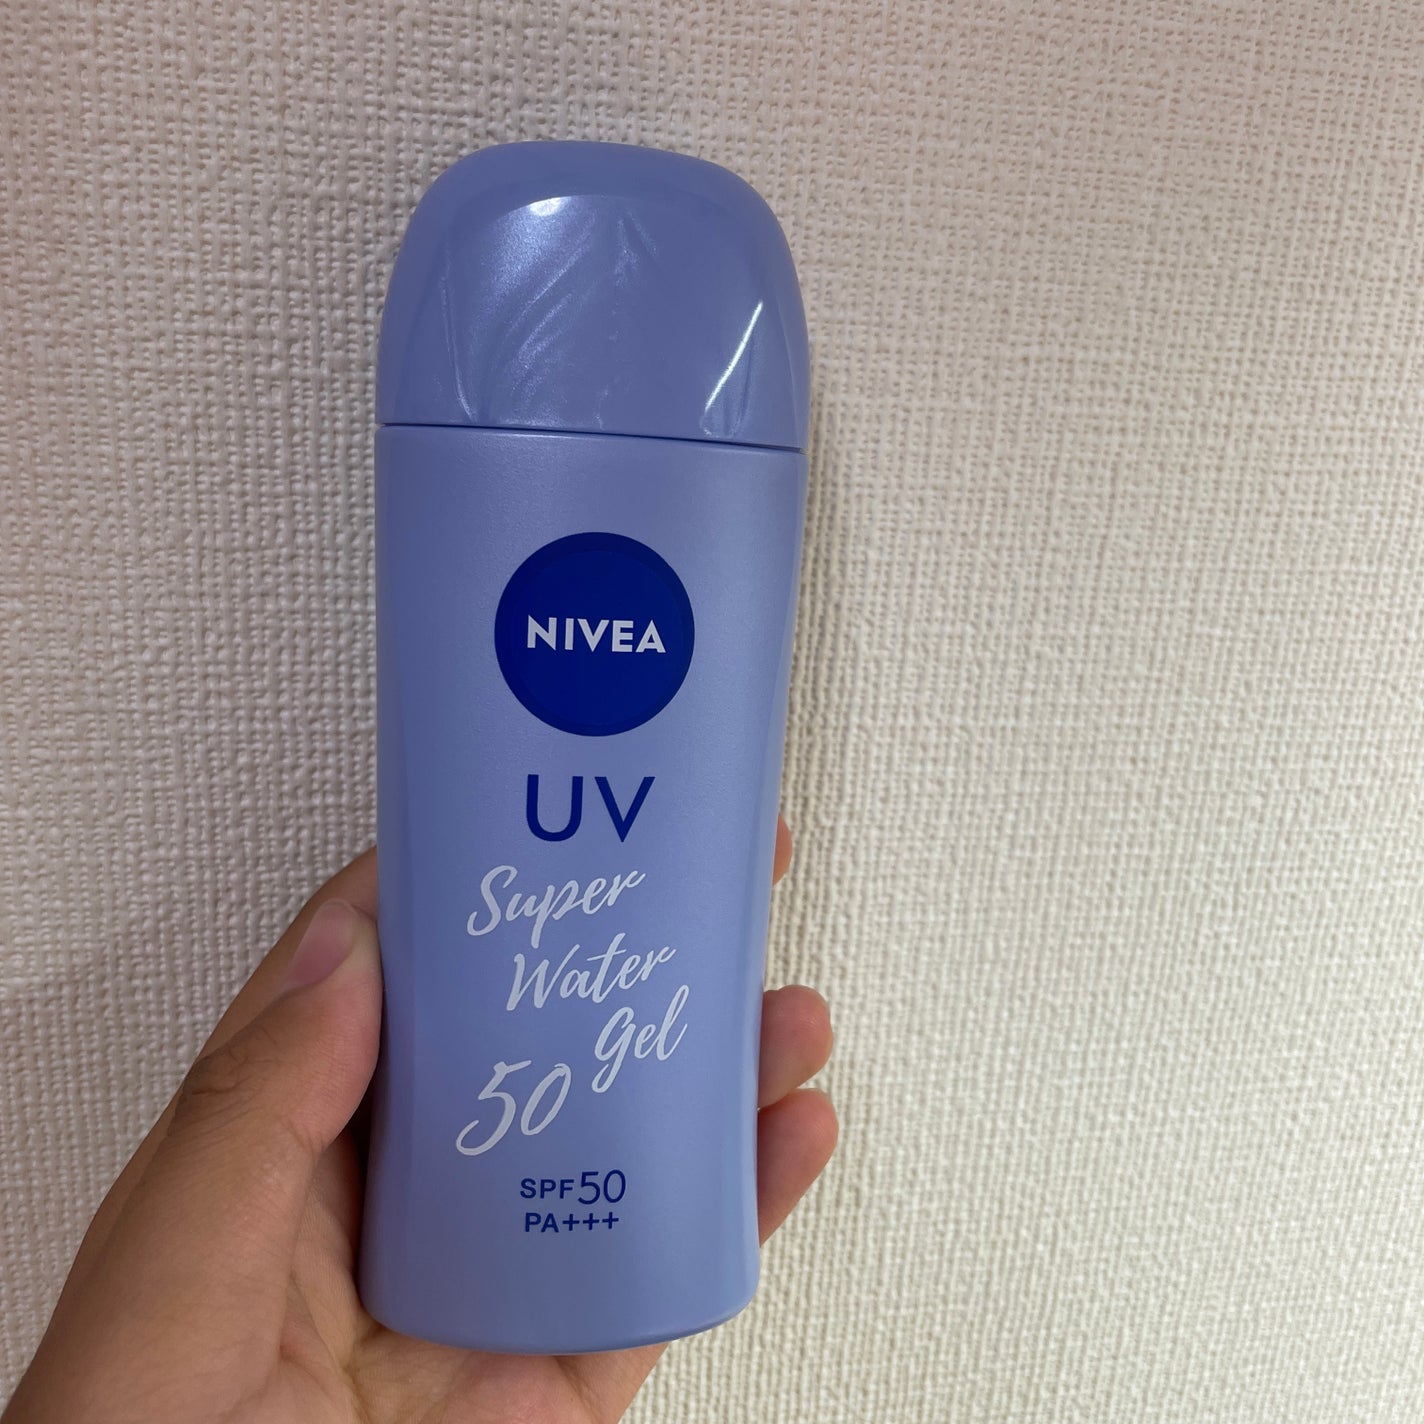 NIVEA
UV
Super
Water
Gel
50
SPF50
PA+++